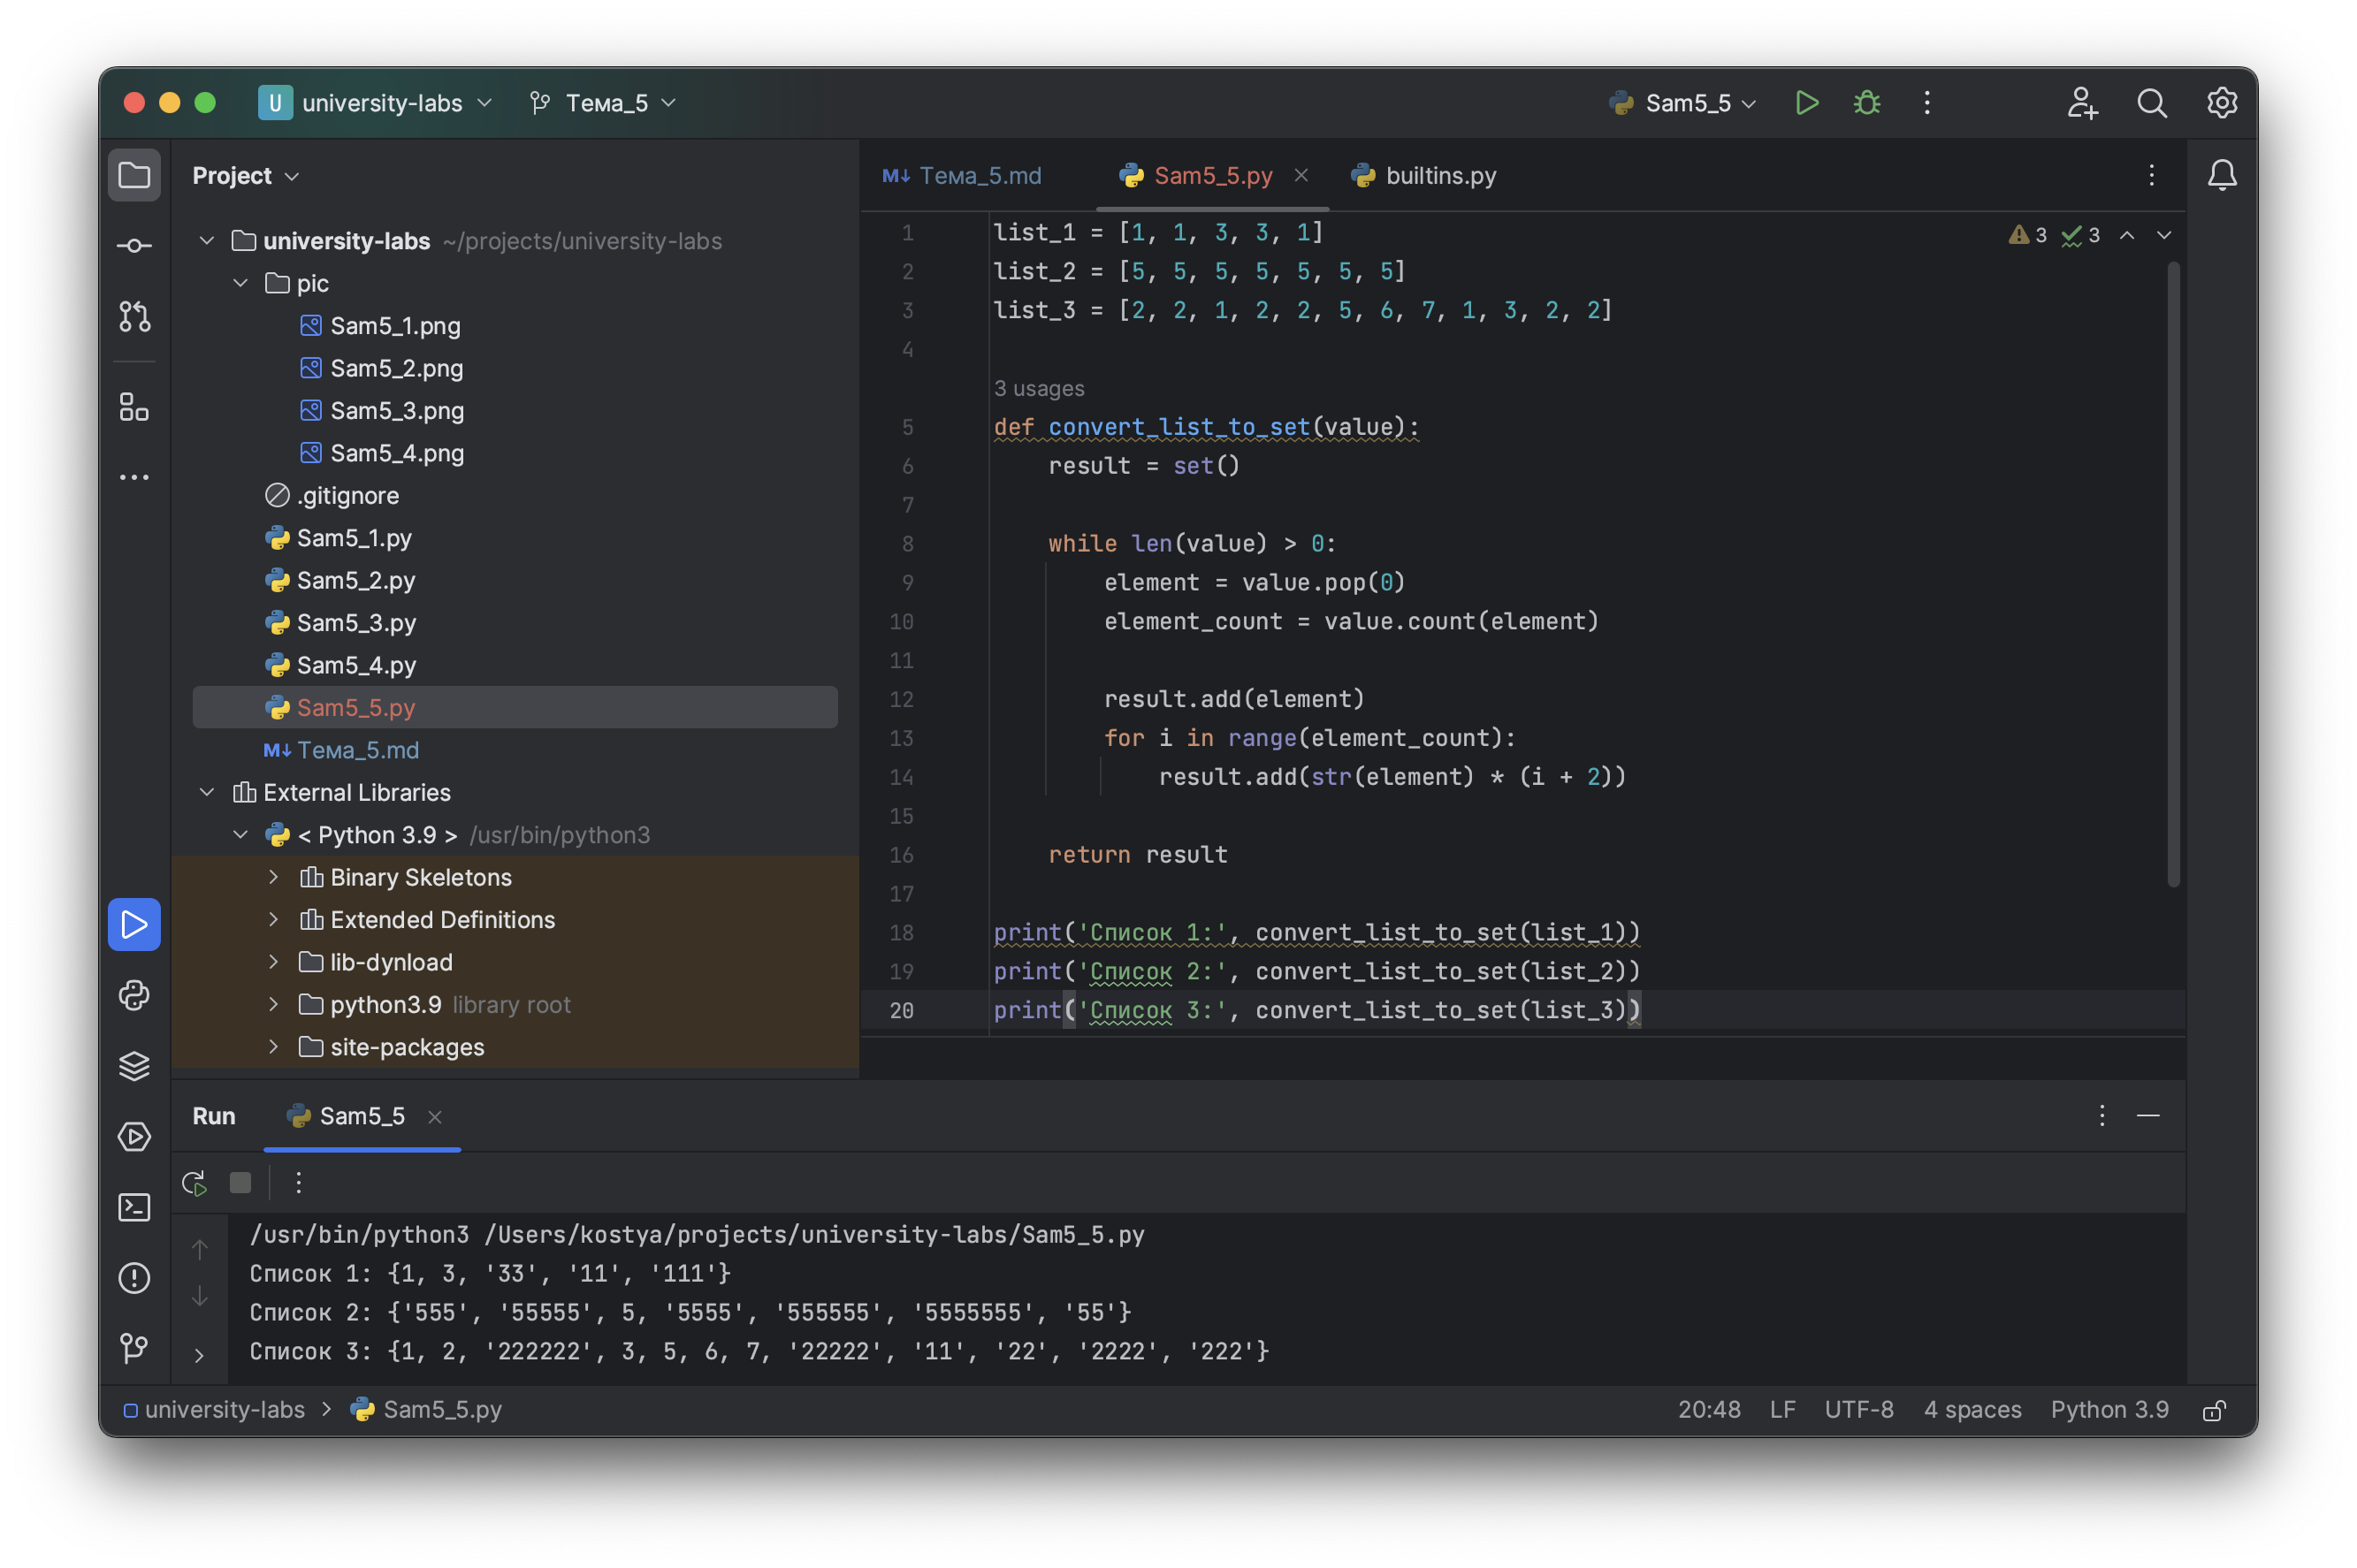 U university-labs Тема_5 Sam5_5
Project
university-labs ~/projects/university-labs
pic
Sam5_1.png
Sam5_2.png
Sam5_3.png
Sam5_4.png
.gitignore
Sam5_1.py
Sam5_2.py
Sam5_3.py
Sam5_4.py
Sam5_5.py
M↓ Тема_5.md
External Libraries
< Python 3.9 > /usr/bin/python3
Binary Skeletons
Extended Definitions
lib-dynload
python3.9 library root
site-packages
M↓ Тема_5.md Sam5_5.py builtins.py
3 3
1 list_1 = [1, 1, 3, 3, 1]
2 list_2 = [5, 5, 5, 5, 5, 5, 5]
3 list_3 = [2, 2, 1, 2, 2, 5, 6, 7, 1, 3, 2, 2]
4
3 usages
5 def convert_list_to_set(value):
6     result = set()
7
8     while len(value) > 0:
9         element = value.pop(0)
10         element_count = value.count(element)
11
12         result.add(element)
13         for i in range(element_count):
14             result.add(str(element) * (i + 2))
15
16     return result
17
18 print('Список 1:', convert_list_to_set(list_1))
19 print('Список 2:', convert_list_to_set(list_2))
20 print('Список 3:', convert_list_to_set(list_3))
Run Sam5_5
/usr/bin/python3 /Users/kostya/projects/university-labs/Sam5_5.py
Список 1: {1, 3, '33', '11', '111'}
Список 2: {'555', '55555', 5, '5555', '555555', '5555555', '55'}
Список 3: {1, 2, '222222', 3, 5, 6, 7, '22222', '11', '22', '2222', '222'}
university-labs > Sam5_5.py 20:48 LF UTF-8 4 spaces Python 3.9